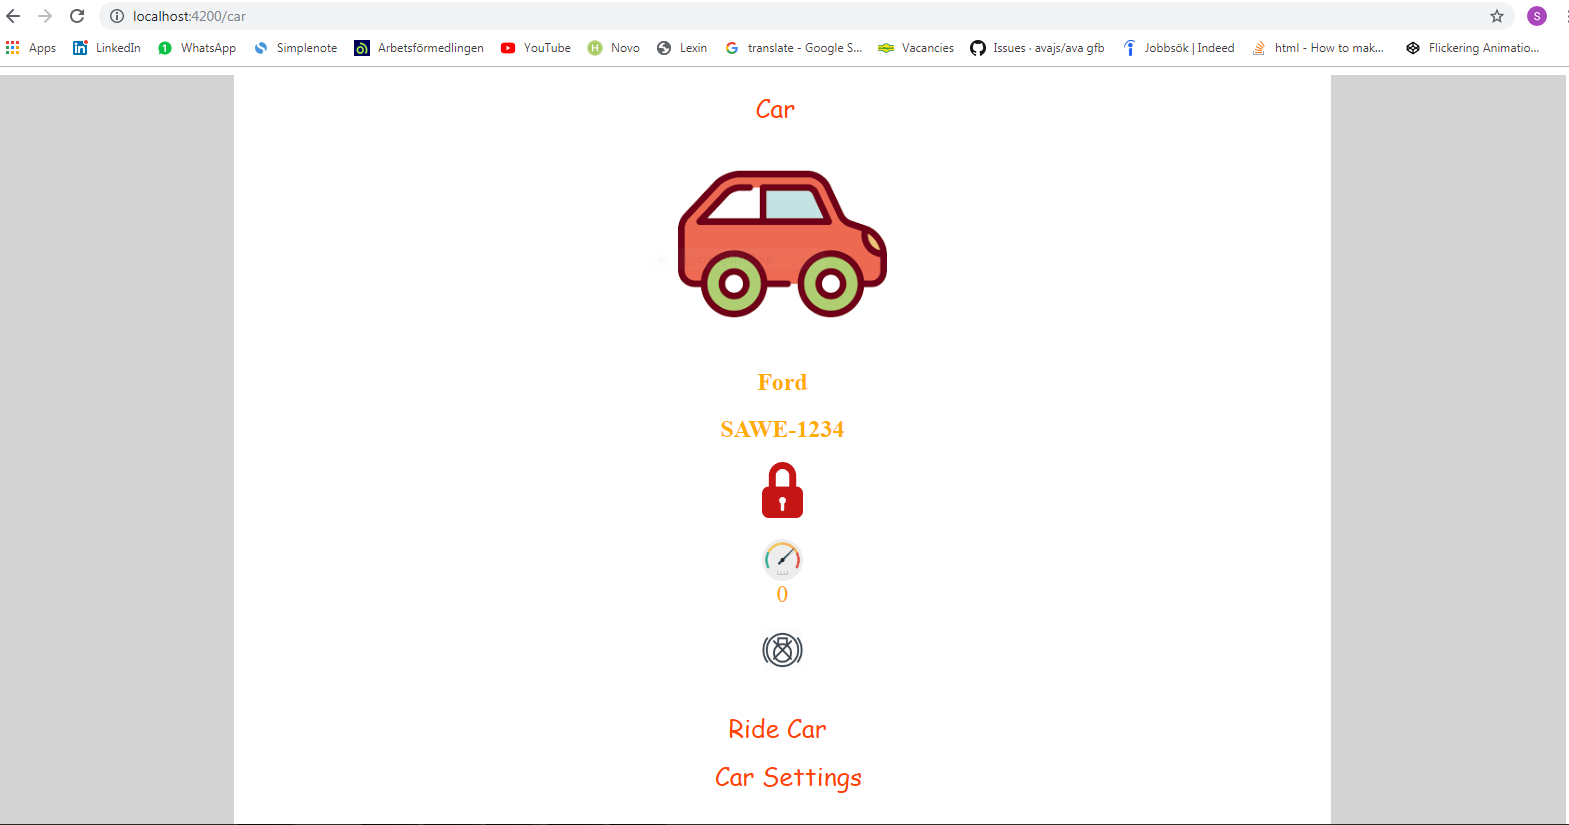 localhost:4200/car
S
Apps LinkedIn WhatsApp Simplenote Arbetsförmedlingen YouTube Novo Lexin translate - Google S... Vacancies Issues · avajs/ava gfb Jobbsök | Indeed html - How to mak... Flickering Animatio...
Car
Ford
SAWE-1234
0
Ride Car
Car Settings